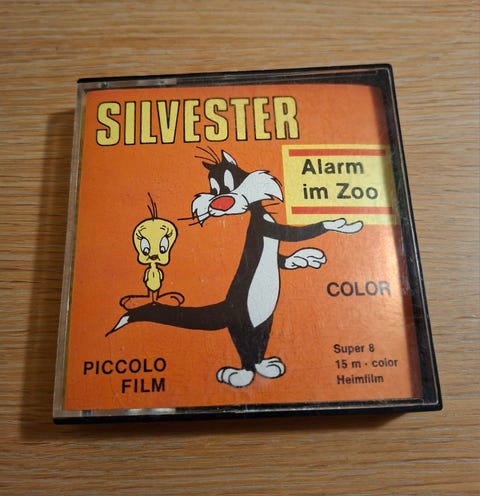 SILVESTER
Alarm
im Zoo
COLOR
PICCOLO
FILM
Super 8
15 m · color
Heimfilm